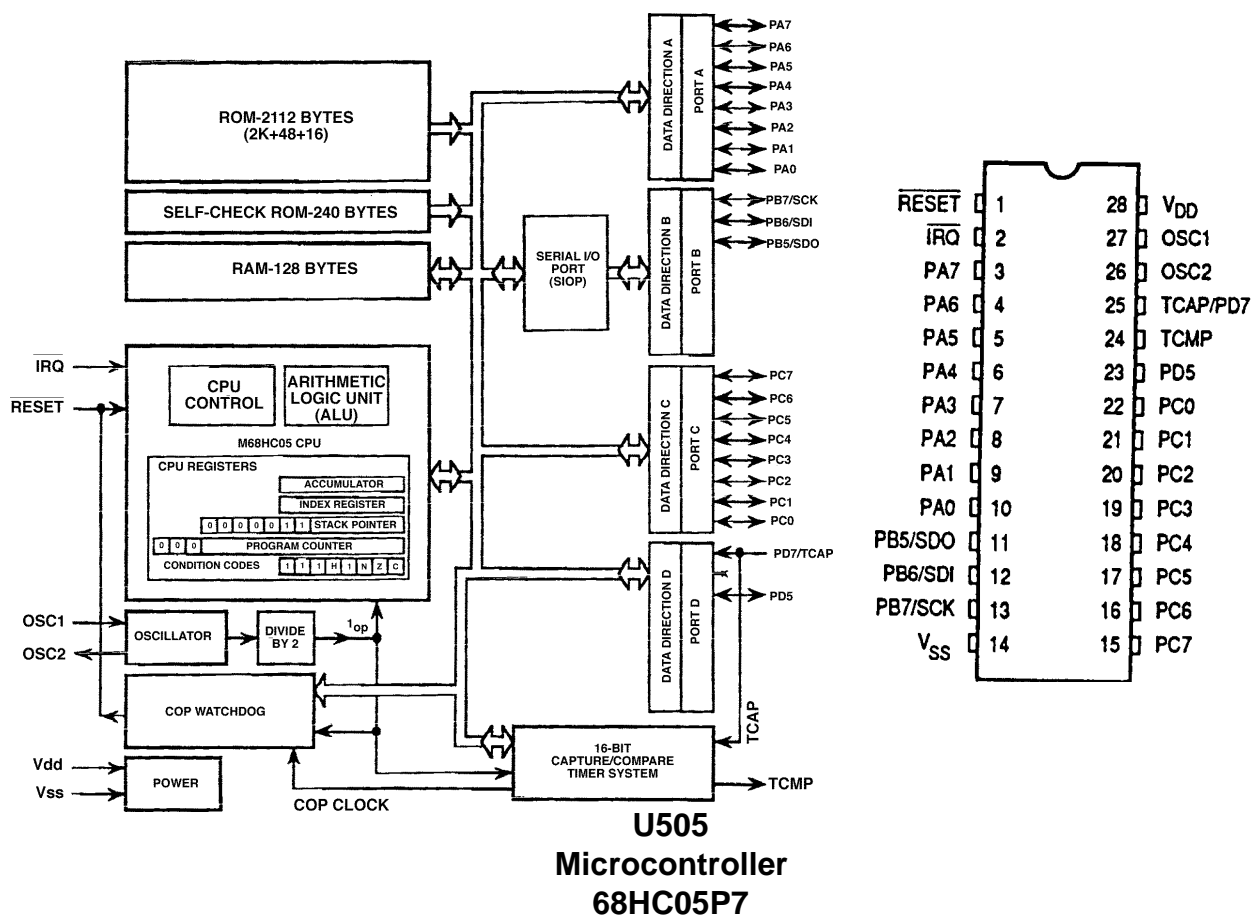 ROM-2112 BYTES
(2K+48+16)
SELF-CHECK ROM-240 BYTES
RAM-128 BYTES
IRQ
RESET
CPU
CONTROL
ARITHMETIC
LOGIC UNIT
(ALU)
M68HC05 CPU
CPU REGISTERS
ACCUMULATOR
INDEX REGISTER
0 0 0 0 0 1 1 STACK POINTER
0 0 0 PROGRAM COUNTER
CONDITION CODES 1 1 1 H I N Z C
OSC1
OSC2
OSCILLATOR
DIVIDE
BY 2
1op
COP WATCHDOG
Vdd
Vss
POWER
COP CLOCK
SERIAL I/O
PORT
(SIOP)
DATA DIRECTION A
PORT A
PA7
PA6
PA5
PA4
PA3
PA2
PA1
PA0
DATA DIRECTION B
PORT B
PB7/SCK
PB6/SDI
PB5/SDO
DATA DIRECTION C
PORT C
PC7
PC6
PC5
PC4
PC3
PC2
PC1
PC0
DATA DIRECTION D
PORT D
PD7/TCAP
PD5
TCAP
16-BIT
CAPTURE/COMPARE
TIMER SYSTEM
TCMP
RESET 1 28 VDD
IRQ 2 27 OSC1
PA7 3 26 OSC2
PA6 4 25 TCAP/PD7
PA5 5 24 TCMP
PA4 6 23 PD5
PA3 7 22 PC0
PA2 8 21 PC1
PA1 9 20 PC2
PA0 10 19 PC3
PB5/SDO 11 18 PC4
PB6/SDI 12 17 PC5
PB7/SCK 13 16 PC6
VSS 14 15 PC7
U505
Microcontroller
68HC05P7